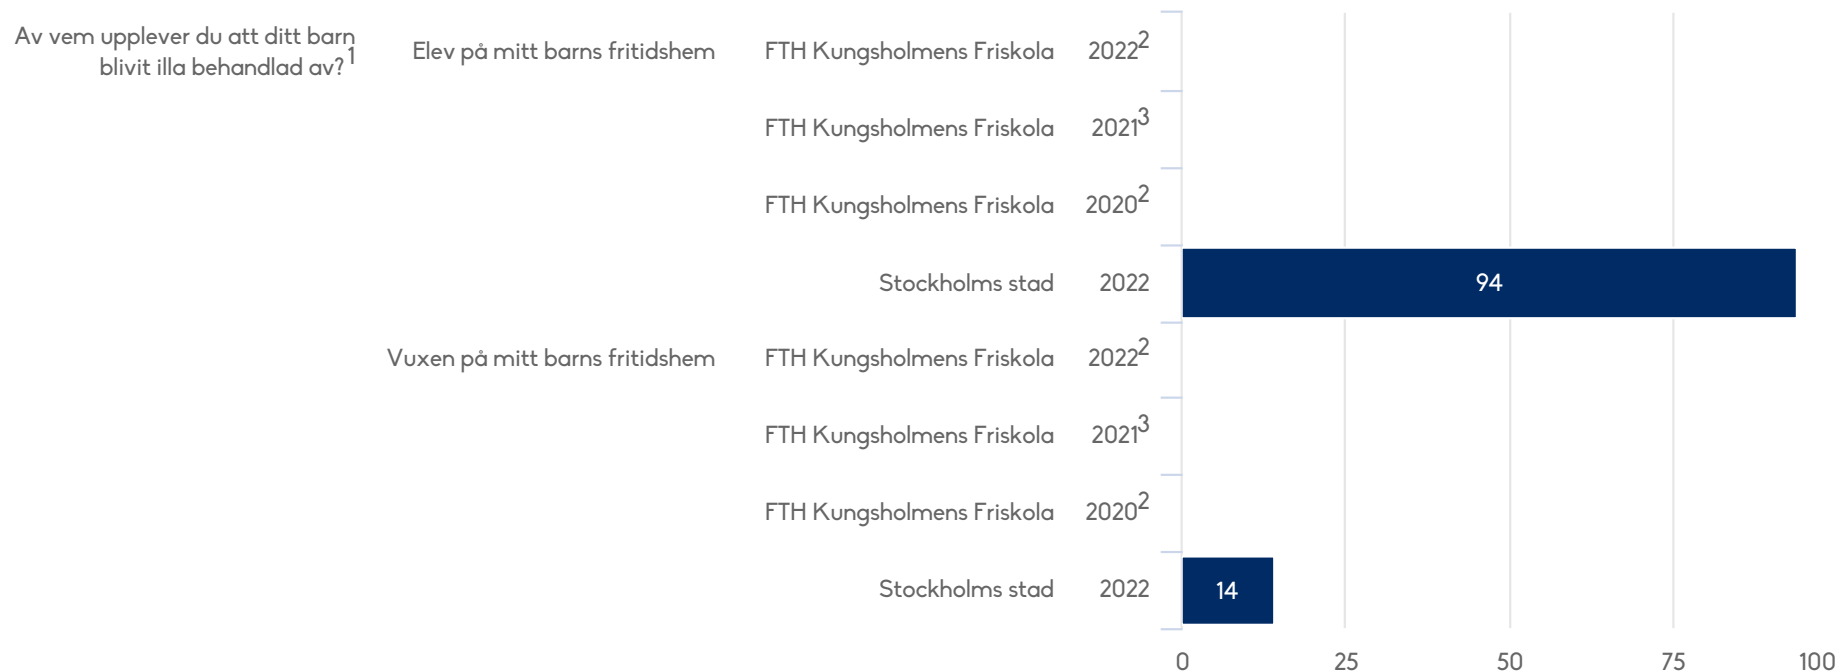 Av vem upplever du att ditt barn
blivit illa behandlad av?1
Elev på mitt barns fritidshem
FTH Kungsholmens Friskola 20222
FTH Kungsholmens Friskola 20213
FTH Kungsholmens Friskola 20202
Stockholms stad 2022 94
Vuxen på mitt barns fritidshem
FTH Kungsholmens Friskola 20222
FTH Kungsholmens Friskola 20213
FTH Kungsholmens Friskola 20202
Stockholms stad 2022 14
0 25 50 75 100